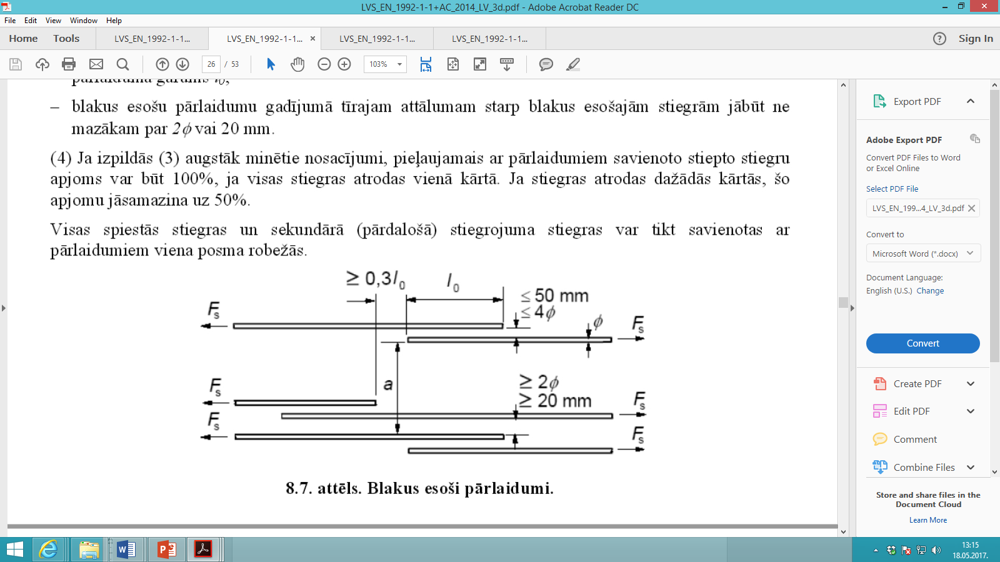 LVS_EN_1992-1-1+AC_2014_LV_3d.pdf - Adobe Acrobat Reader DC
File Edit View Window Help
Home Tools LVS_EN_1992-1-1... LVS_EN_1992-1-1... × LVS_EN_1992-1-1... LVS_EN_1992-1-1... ? Sign In
26 / 53 103%
pārlaiduma garums l0;
– blakus esošu pārlaidumu gadījumā tīrajam attālumam starp blakus esošajām stiegrām jābūt ne
mazākam par 2ϕ vai 20 mm.
(4) Ja izpildās (3) augstāk minētie nosacījumi, pieļaujamais ar pārlaidumiem savienoto stiepto stiegru
apjoms var būt 100%, ja visas stiegras atrodas vienā kārtā. Ja stiegras atrodas dažādās kārtās, šo
apjomu jāsamazina uz 50%.
Visas spiestās stiegras un sekundārā (pārdalošā) stiegrojuma stiegras var tikt savienotas ar
pārlaidumiem viena posma robežās.
≥ 0,3l0 l0
≤ 50 mm
≤ 4ϕ
Fs ϕ Fs
a
≥ 2ϕ
≥ 20 mm
Fs Fs
Fs Fs
8.7. attēls. Blakus esoši pārlaidumi.
Export PDF
Adobe Export PDF
Convert PDF Files to Word
or Excel Online
Select PDF File
LVS_EN_199...4_LV_3d.pdf
Convert to
Microsoft Word (*.docx)
Document Language:
English (U.S.) Change
Convert
Create PDF
Edit PDF
Comment
Combine Files
Store and share files in the
Document Cloud
Learn More
13:15
18.05.2017.